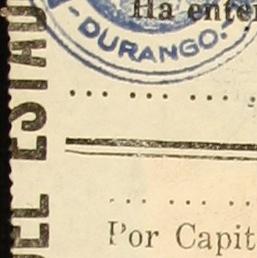 Ha enter
- DURANGO.
DEL ESTAD
Por Capit